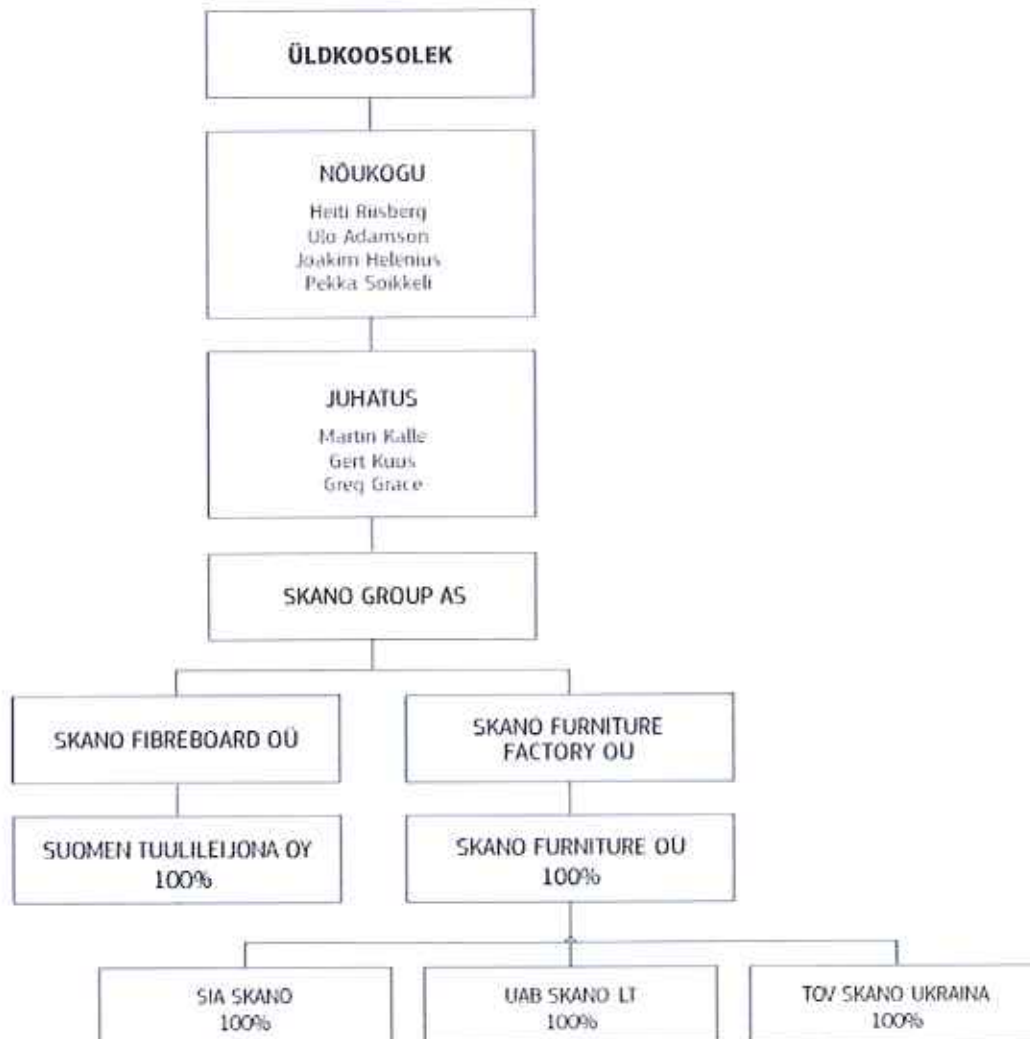 ÜLDKOOSOLEK
NÕUKOGU
Heiti Riisberg
Ülo Adamson
Joakim Helenius
Pekka Soikkeli
JUHATUS
Martin Kalle
Gert Kuus
Greg Grace
SKANO GROUP AS
SKANO FIBREBOARD OÜ
SKANO FURNITURE
FACTORY OÜ
SUOMEN TUULILEIJONA OY
100%
SKANO FURNITURE OÜ
100%
SIA SKANO
100%
UAB SKANO LT
100%
TOV SKANO UKRAINA
100%